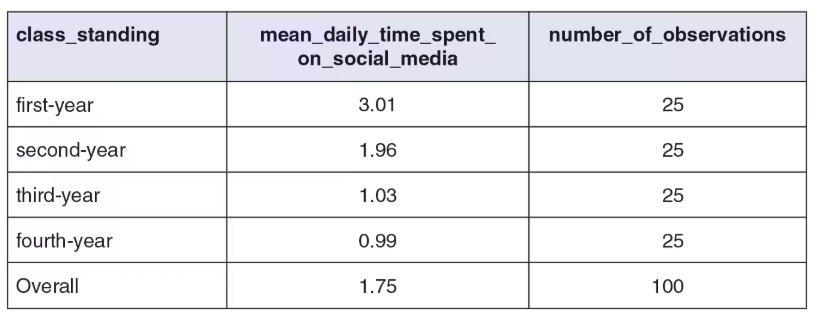 class_standing mean_daily_time_spent_ number_of_observations
on_social_media
first-year 3.01 25
second-year 1.96 25
third-year 1.03 25
fourth-year 0.99 25
Overall 1.75 100